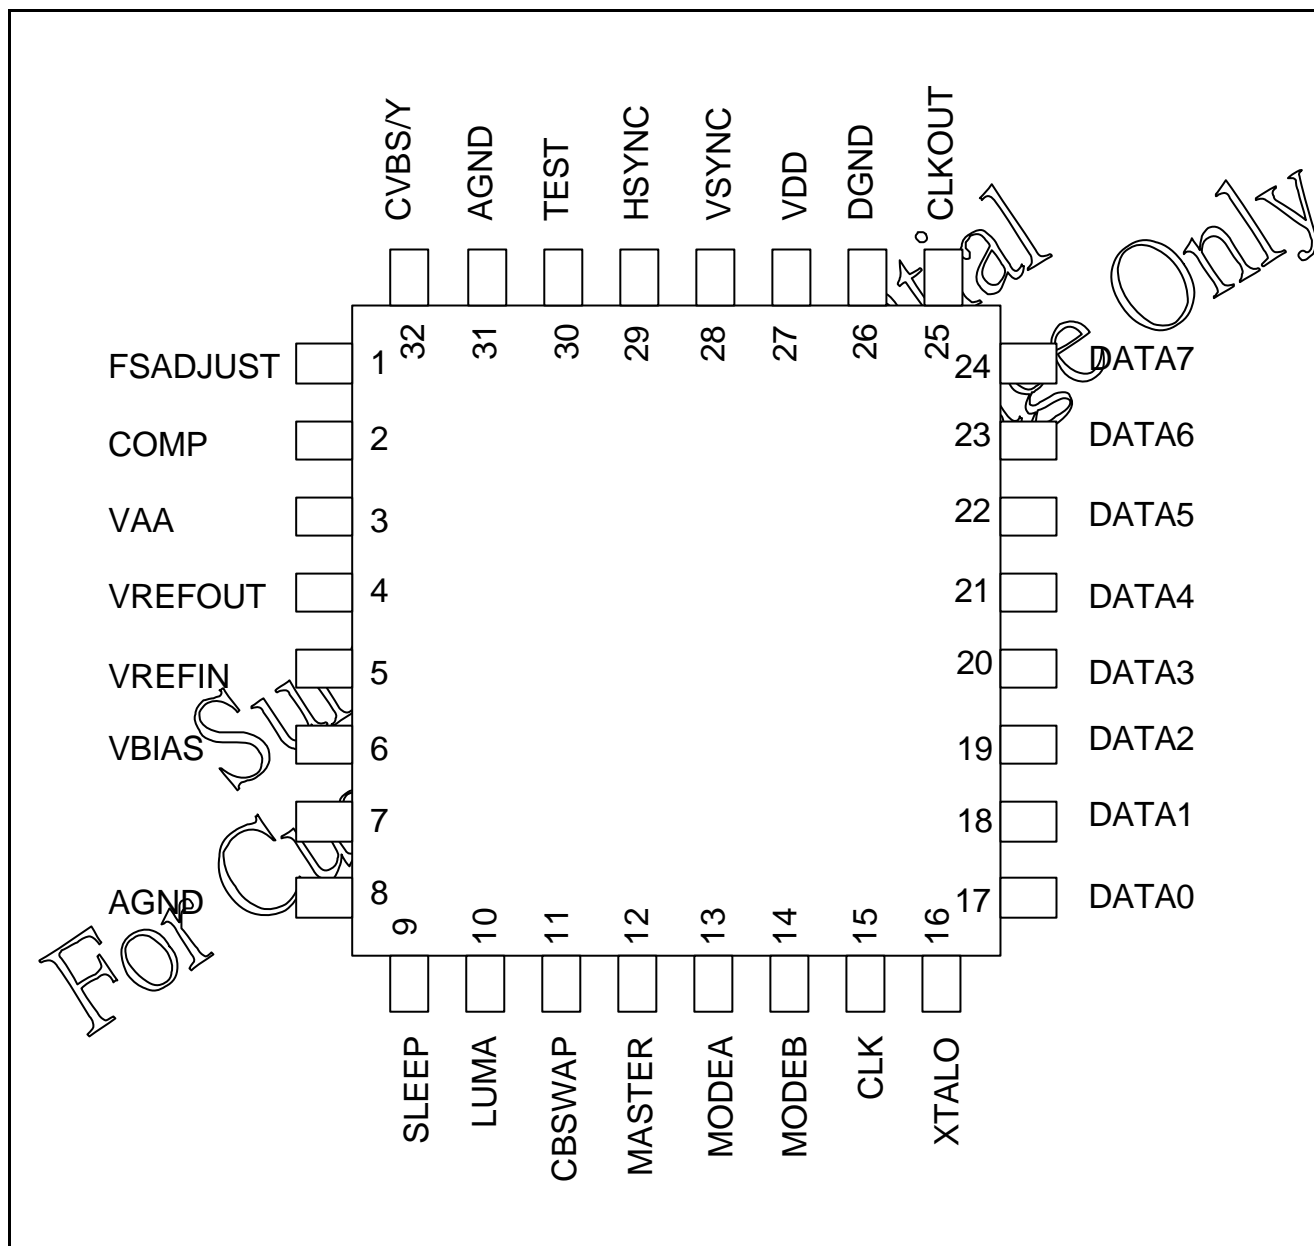 CVBS/Y
AGND
TEST
HSYNC
VSYNC
VDD
DGND
CLKOUT
32
31
30
29
28
27
26
25
FSADJUST 1
COMP 2
VAA 3
VREFOUT 4
VREFIN 5
VBIAS 6
7
AGND 8
24 DATA7
23 DATA6
22 DATA5
21 DATA4
20 DATA3
19 DATA2
18 DATA1
17 DATA0
9
10
11
12
13
14
15
16
SLEEP
LUMA
CBSWAP
MASTER
MODEA
MODEB
CLK
XTALO
For
Only